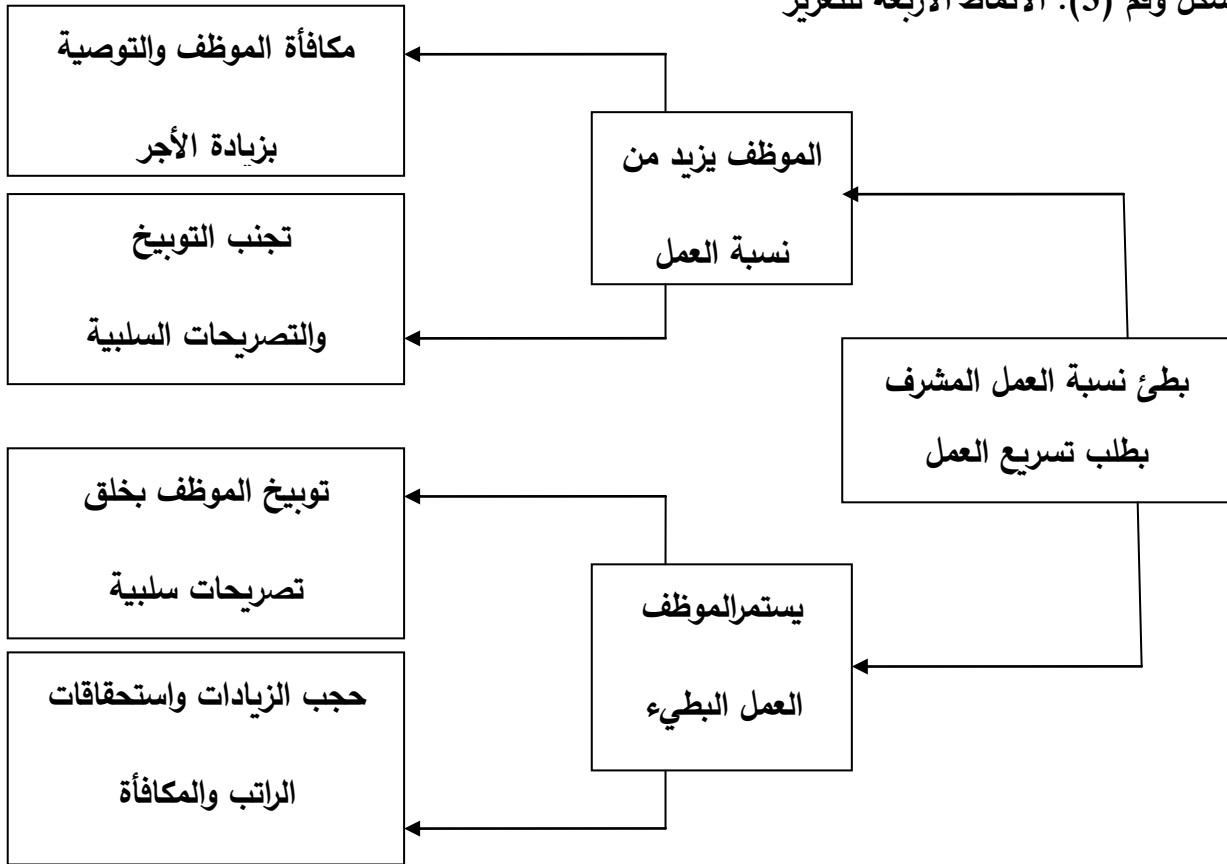 شكل رقم (3): الأنماط الأربعة للتعزيز
بطئ نسبة العمل المشرف
بطلب تسريع العمل
الموظف يزيد من
نسبة العمل
مكافأة الموظف والتوصية
بزيادة الأجر
تجنب التوبيخ
والتصريحات السلبية
يستمرالموظف
العمل البطيء
توبيخ الموظف بخلق
تصريحات سلبية
حجب الزيادات واستحقاقات
الراتب والمكافأة